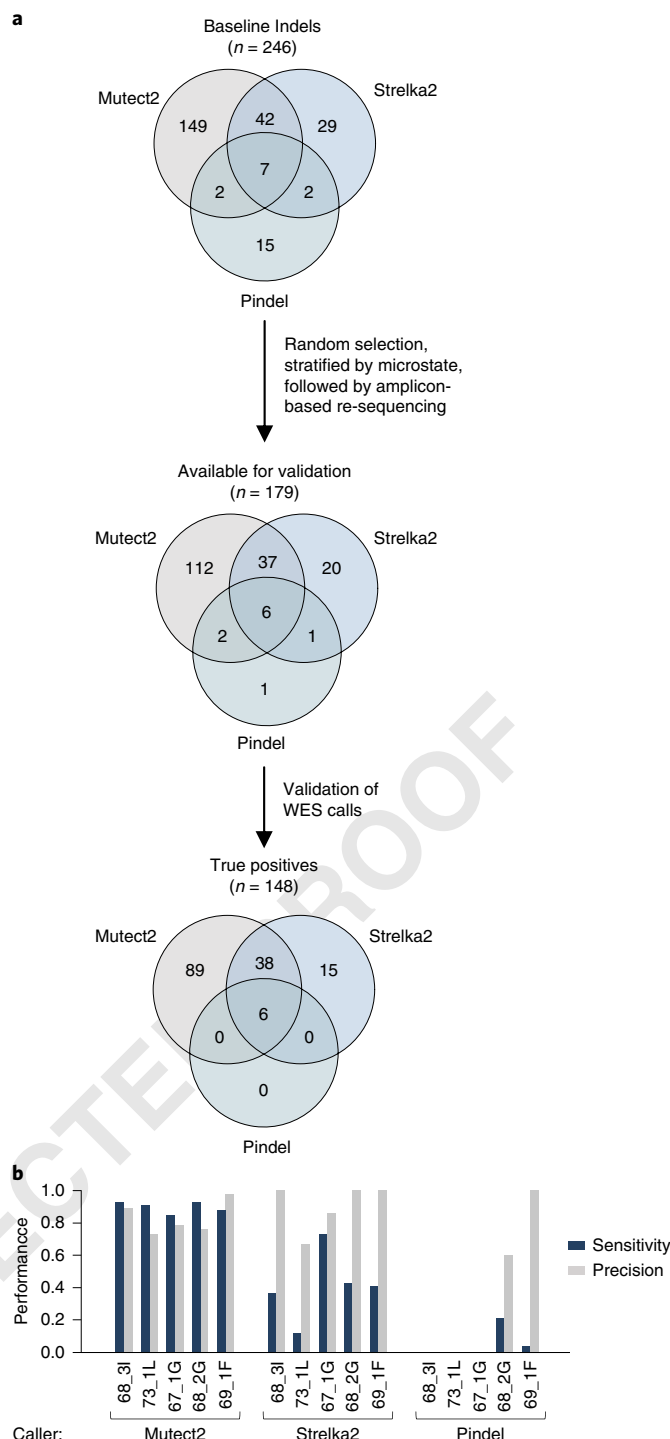 a
Baseline Indels
(n = 246)
Mutect2
Strelka2
149
42
29
7
2
2
15
Pindel
Random selection,
stratified by microstate,
followed by amplicon-
based re-sequencing
Available for validation
(n = 179)
Mutect2
Strelka2
112
37
20
6
2
1
1
Pindel
Validation of
WES calls
True positives
(n = 148)
Mutect2
Strelka2
89
38
15
6
0
0
0
Pindel
b
Performancce
1.0
0.8
0.6
0.4
0.2
0.0
Sensitivity
Precision
68_3I
73_1L
67_1G
68_2G
69_1F
68_3I
73_1L
67_1G
68_2G
69_1F
68_3I
73_1L
67_1G
68_2G
69_1F
Caller:
Mutect2
Strelka2
Pindel
ECTED PROOF